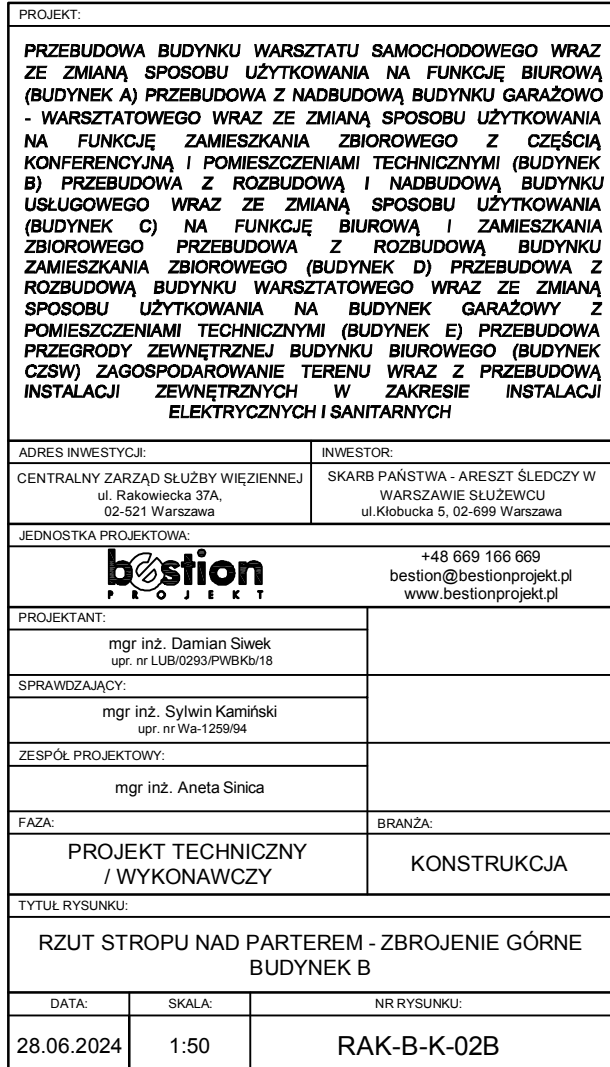 PROJEKT:
PRZEBUDOWA BUDYNKU WARSZTATU SAMOCHODOWEGO WRAZ
ZE ZMIANĄ SPOSOBU UŻYTKOWANIA NA FUNKCJĘ BIUROWĄ
(BUDYNEK A) PRZEBUDOWA Z NADBUDOWĄ BUDYNKU GARAŻOWO
- WARSZTATOWEGO WRAZ ZE ZMIANĄ SPOSOBU UŻYTKOWANIA
NA FUNKCJĘ ZAMIESZKANIA ZBIOROWEGO Z CZĘŚCIĄ
KONFERENCYJNĄ I POMIESZCZENIAMI TECHNICZNYMI (BUDYNEK
B) PRZEBUDOWA Z ROZBUDOWĄ I NADBUDOWĄ BUDYNKU
USŁUGOWEGO WRAZ ZE ZMIANĄ SPOSOBU UŻYTKOWANIA
(BUDYNEK C) NA FUNKCJĘ BIUROWĄ I ZAMIESZKANIA
ZBIOROWEGO PRZEBUDOWA Z ROZBUDOWĄ BUDYNKU
ZAMIESZKANIA ZBIOROWEGO (BUDYNEK D) PRZEBUDOWA Z
ROZBUDOWĄ BUDYNKU WARSZTATOWEGO WRAZ ZE ZMIANĄ
SPOSOBU UŻYTKOWANIA NA BUDYNEK GARAŻOWY Z
POMIESZCZENIAMI TECHNICZNYMI (BUDYNEK E) PRZEBUDOWA
PRZEGRODY ZEWNĘTRZNEJ BUDYNKU BIUROWEGO (BUDYNEK
CZSW) ZAGOSPODAROWANIE TERENU WRAZ Z PRZEBUDOWĄ
INSTALACJI ZEWNĘTRZNYCH W ZAKRESIE INSTALACJI
ELEKTRYCZNYCH I SANITARNYCH
ADRES INWESTYCJI:
CENTRALNY ZARZĄD SŁUŻBY WIĘZIENNEJ
ul. Rakowiecka 37A,
02-521 Warszawa
INWESTOR:
SKARB PAŃSTWA - ARESZT ŚLEDCZY W
WARSZAWIE SŁUŻEWCU
ul.Kłobucka 5, 02-699 Warszawa
JEDNOSTKA PROJEKTOWA:
bestion
PROJEKT
+48 669 166 669
bestion@bestionprojekt.pl
www.bestionprojekt.pl
PROJEKTANT:
mgr inż. Damian Siwek
upr. nr LUB/0293/PWBKb/18
SPRAWDZAJĄCY:
mgr inż. Sylwin Kamiński
upr. nr Wa-1259/94
ZESPÓŁ PROJEKTOWY:
mgr inż. Aneta Sinica
FAZA:
PROJEKT TECHNICZNY
/ WYKONAWCZY
BRANŻA:
KONSTRUKCJA
TYTUŁ RYSUNKU:
RZUT STROPU NAD PARTEREM - ZBROJENIE GÓRNE
BUDYNEK B
DATA:
28.06.2024
SKALA:
1:50
NR RYSUNKU:
RAK-B-K-02B